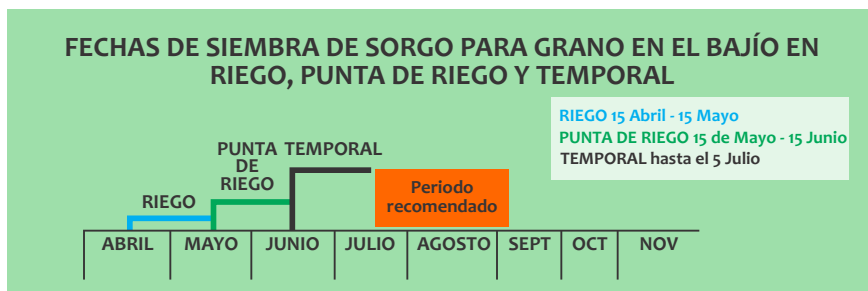 FECHAS DE SIEMBRA DE SORGO PARA GRANO EN EL BAJÍO EN
RIEGO, PUNTA DE RIEGO Y TEMPORAL
RIEGO 15 Abril - 15 Mayo
PUNTA DE RIEGO 15 de Mayo - 15 Junio
TEMPORAL hasta el 5 Julio
RIEGO
PUNTA
DE
RIEGO
TEMPORAL
Periodo
recomendado
ABRIL
MAYO
JUNIO
JULIO
AGOSTO
SEPT
OCT
NOV